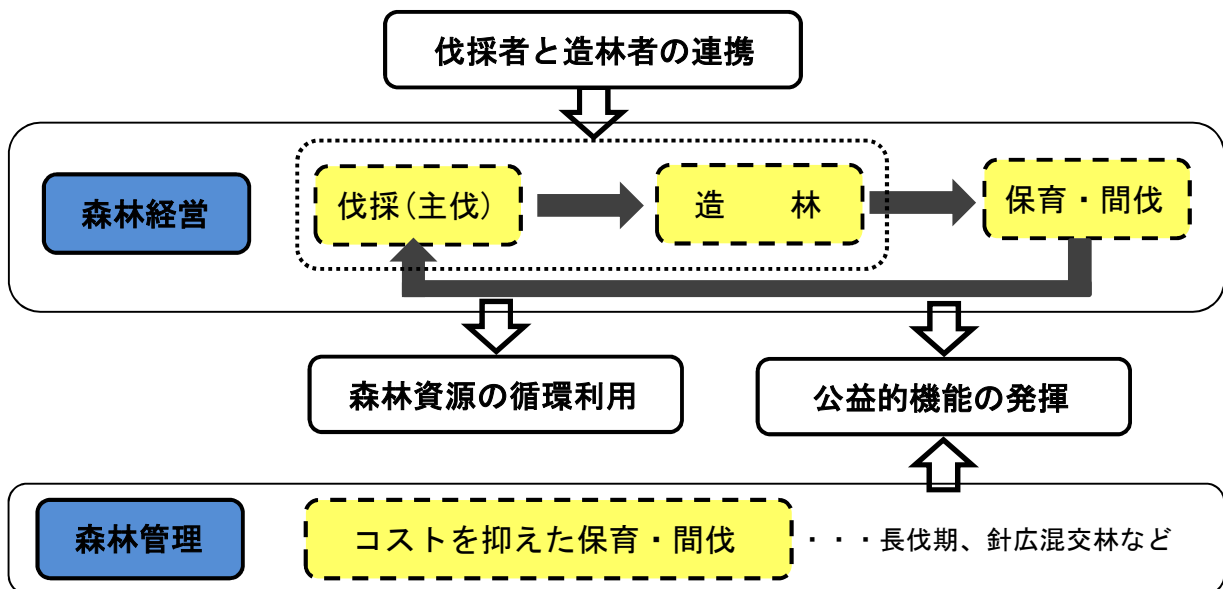 伐採者と造林者の連携
森林経営
伐採(主伐)
造　　林
保育・間伐
森林資源の循環利用
公益的機能の発揮
森林管理
コストを抑えた保育・間伐
・・・長伐期、針広混交林など